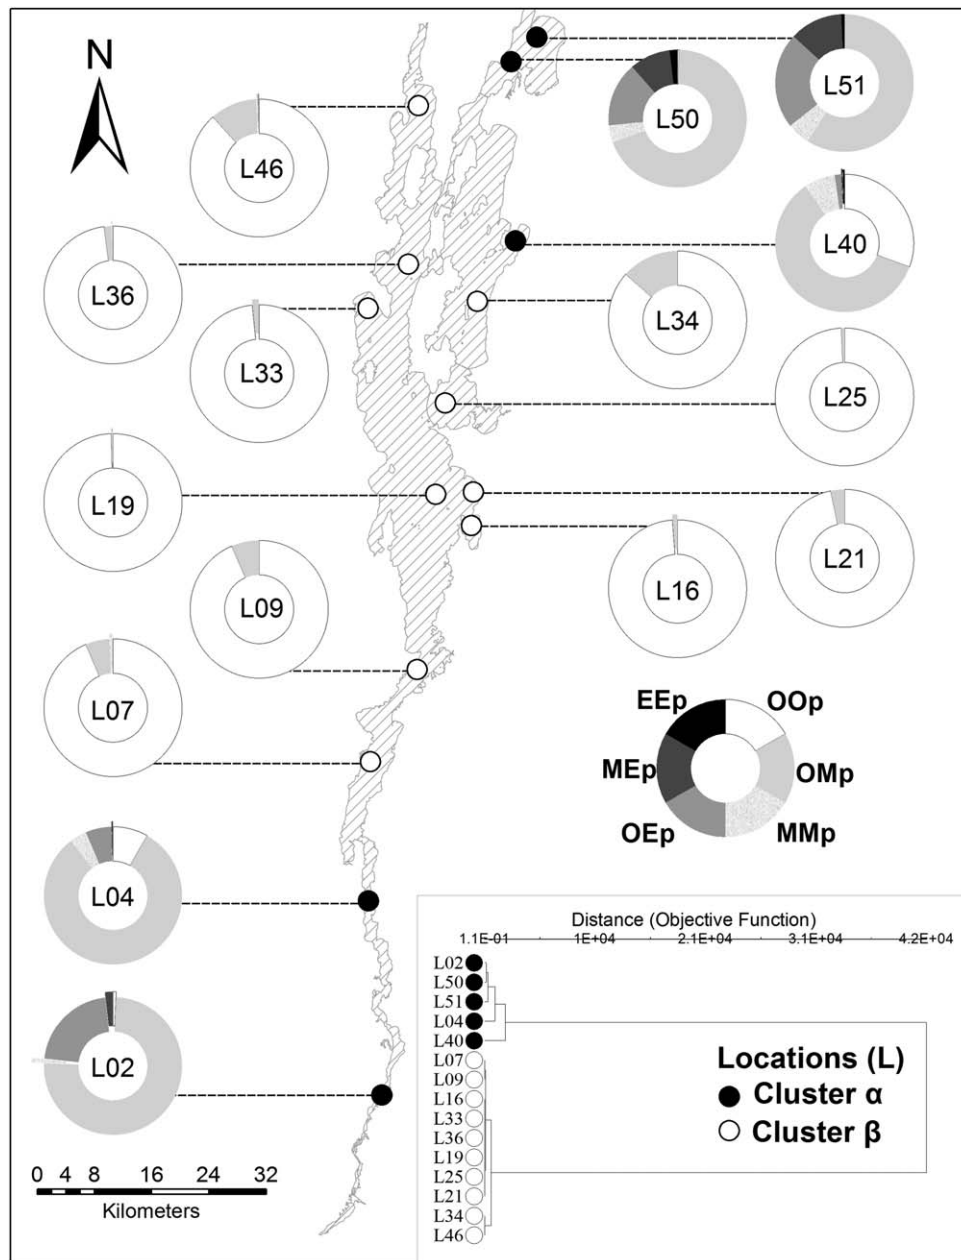 N
L46
L50
L51
L36
L40
L34
L33
L25
L19
L09
L16
L21
L07
EEp
OOp
MEp
OMp
OEp
MMp
L04
L02
Distance (Objective Function)
1.1E-01 1E+04 2.1E+04 3.1E+04 4.2E+04
L02
L50
L51
L04
L40
L07
L09
L16
L33
L36
L19
L25
L21
L34
L46
Locations (L)
Cluster α
Cluster β
0 4 8 16 24 32
Kilometers